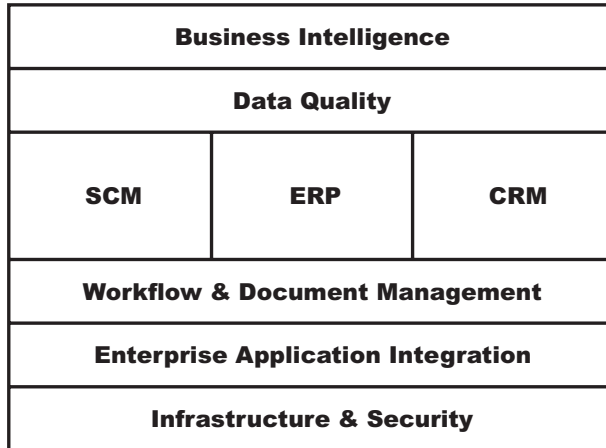 Business Intelligence
Data Quality
SCM ERP CRM
Workflow & Document Management
Enterprise Application Integration
Infrastructure & Security